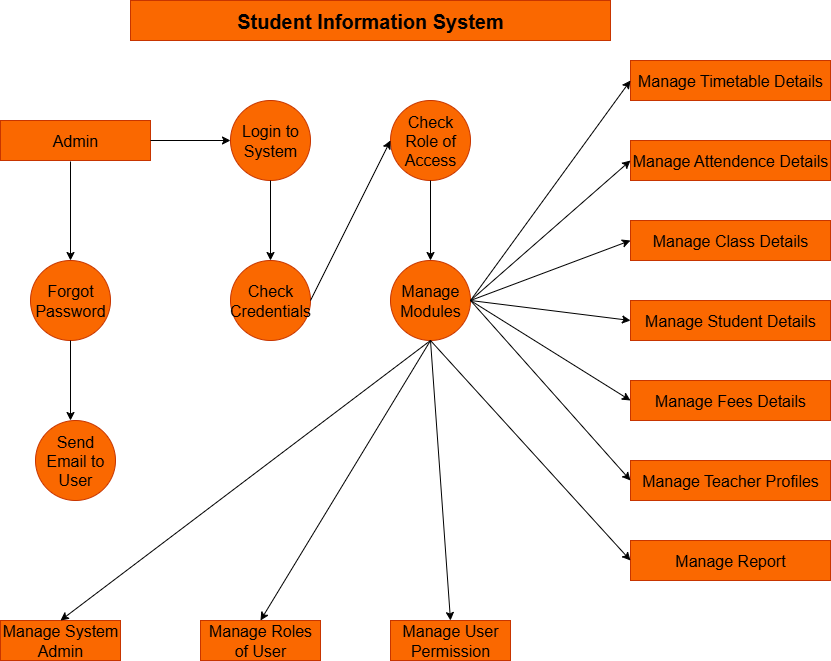 Student Information System
Manage Timetable Details
Admin
Login to
System
Check
Role of
Access
Manage Attendence Details
Manage Class Details
Forgot
Password
Check
Credentials
Manage
Modules
Manage Student Details
Manage Fees Details
Send
Email to
User
Manage Teacher Profiles
Manage Report
Manage System
Admin
Manage Roles
of User
Manage User
Permission